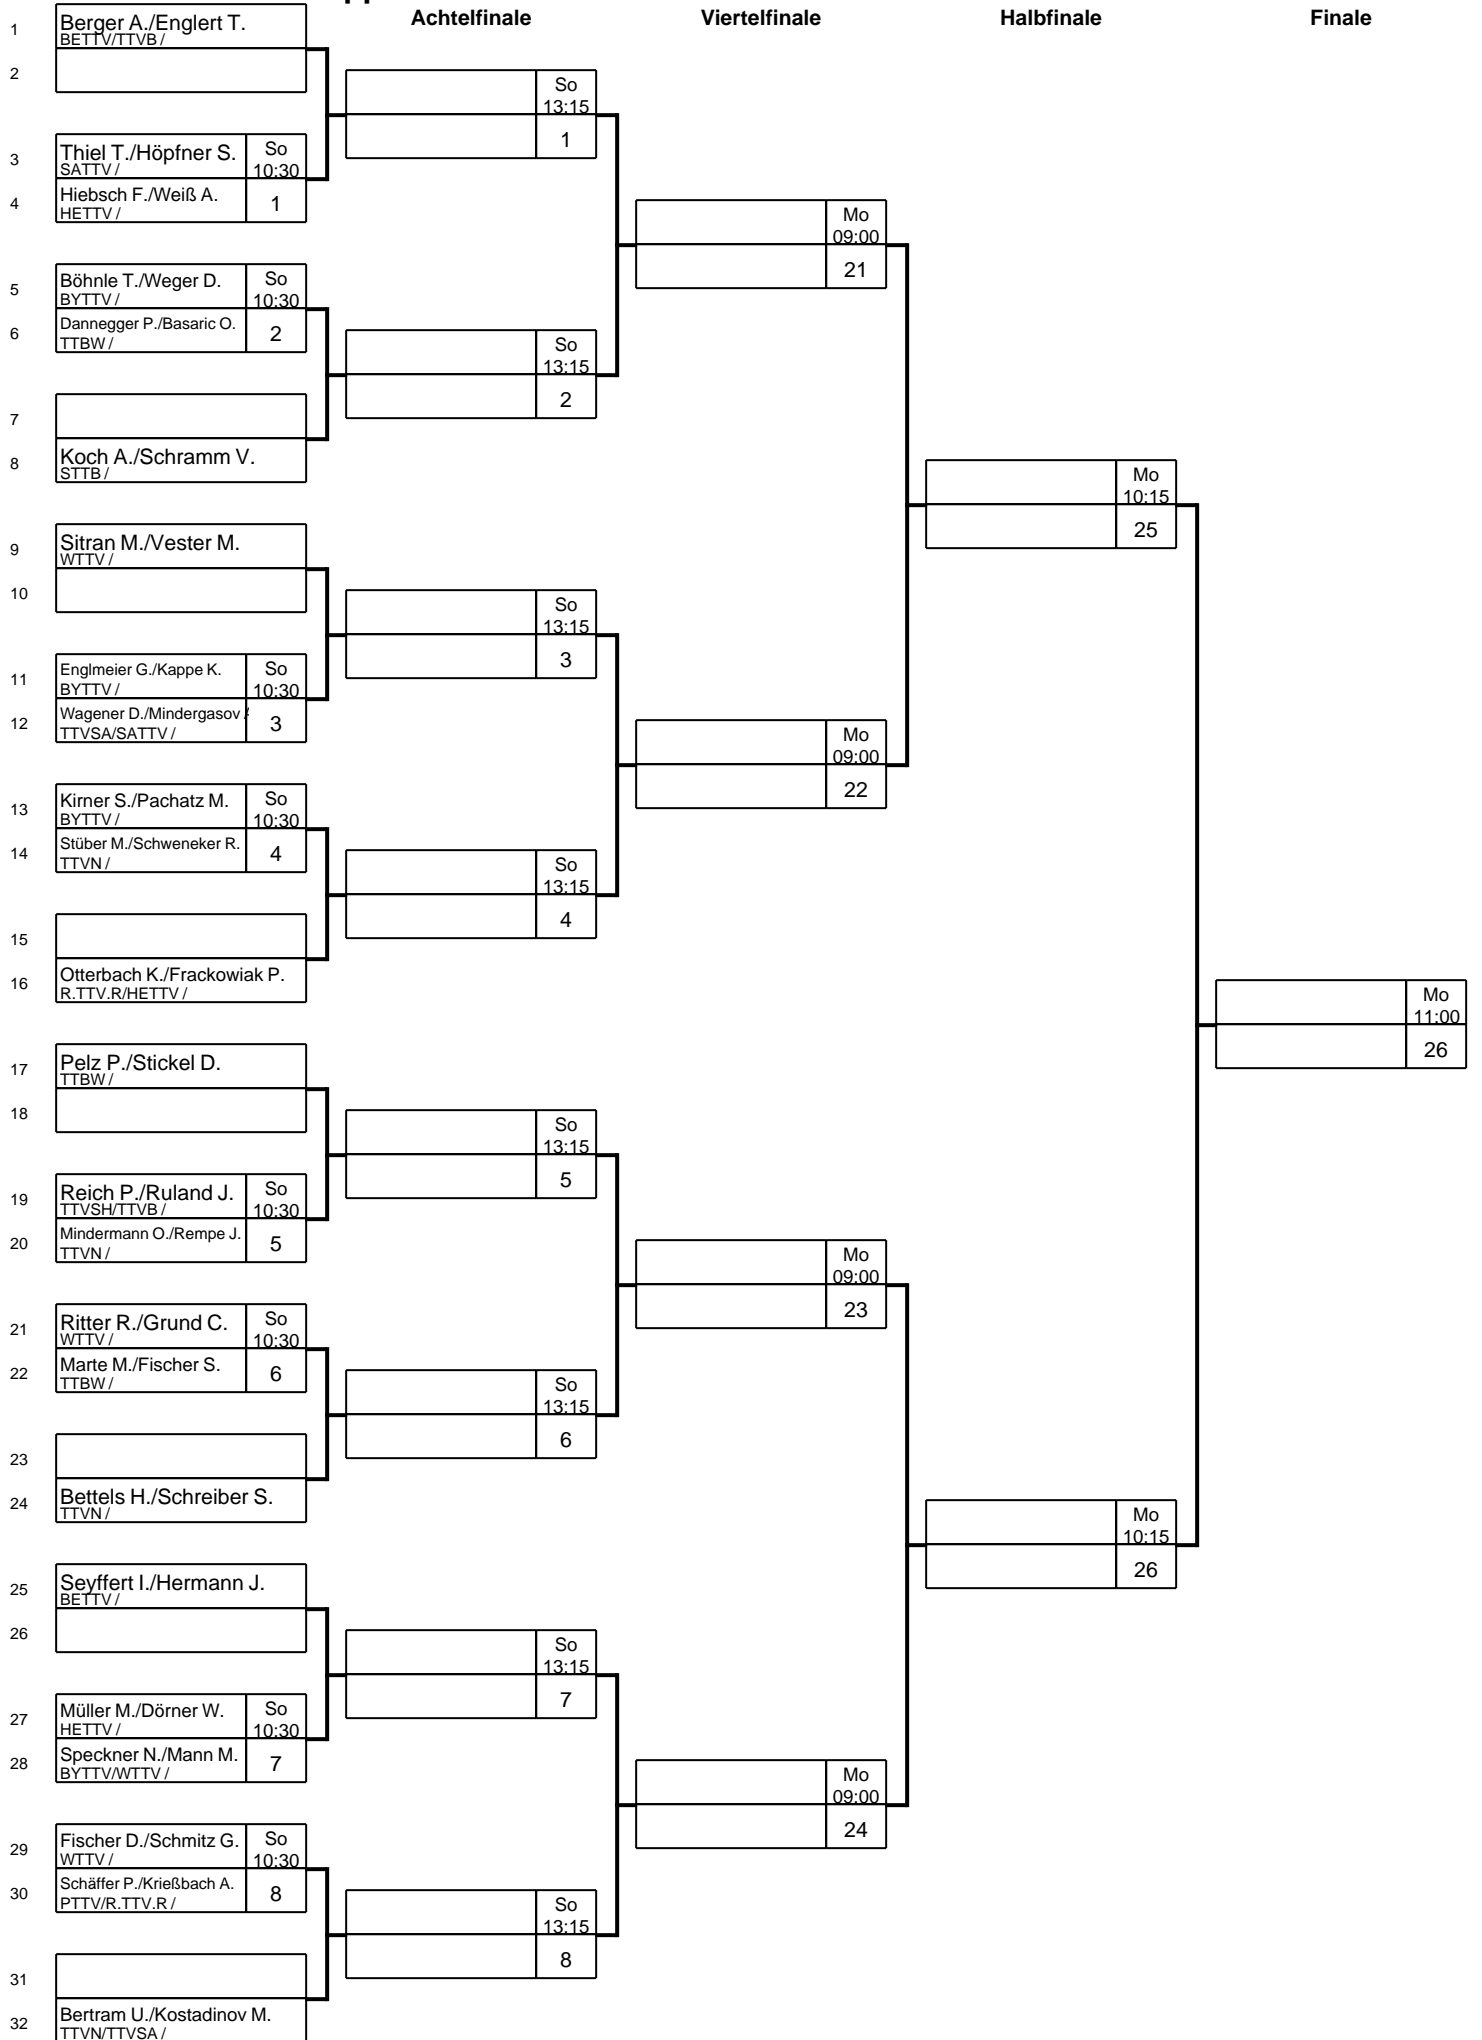 Achtelfinale Viertelfinale Halbfinale Finale
1 Berger A./Englert T.
BETTV/TTVB /
2
So
13:15
1
3 Thiel T./Höpfner S. So
SATTV / 10:30
4 Hiebsch F./Weiß A. 1
HETTV /
Mo
09:00
21
5 Böhnle T./Weger D. So
BYTTV / 10:30
6 Dannegger P./Basaric O. 2
TTBW /
So
13:15
2
7
8 Koch A./Schramm V.
STTB /
Mo
10:15
25
9 Sitran M./Vester M.
WTTV /
10
So
13:15
3
11 Englmeier G./Kappe K. So
BYTTV / 10:30
12 Wagener D./Mindergasov 3
TTVSA/SATTV /
Mo
09:00
22
13 Kirner S./Pachatz M. So
BYTTV / 10:30
14 Stüber M./Schweneker R. 4
TTVN /
So
13:15
4
15
16 Otterbach K./Frackowiak P.
R.TTV.R/HETTV /
Mo
11:00
26
17 Pelz P./Stickel D.
TTBW /
18
So
13:15
5
19 Reich P./Ruland J. So
TTVSH/TTVB / 10:30
20 Mindermann O./Rempe J. 5
TTVN /
Mo
09:00
23
21 Ritter R./Grund C. So
WTTV / 10:30
22 Marte M./Fischer S. 6
TTBW /
So
13:15
6
23
24 Bettels H./Schreiber S.
TTVN /
Mo
10:15
26
25 Seyffert I./Hermann J.
BETTV /
26
So
13:15
7
27 Müller M./Dörner W. So
HETTV / 10:30
28 Speckner N./Mann M. 7
BYTTV/WTTV /
Mo
09:00
24
29 Fischer D./Schmitz G. So
WTTV / 10:30
30 Schäffer P./Krießbach A. 8
PTTV/R.TTV.R /
So
13:15
8
31
32 Bertram U./Kostadinov M.
TTVN/TTVSA /